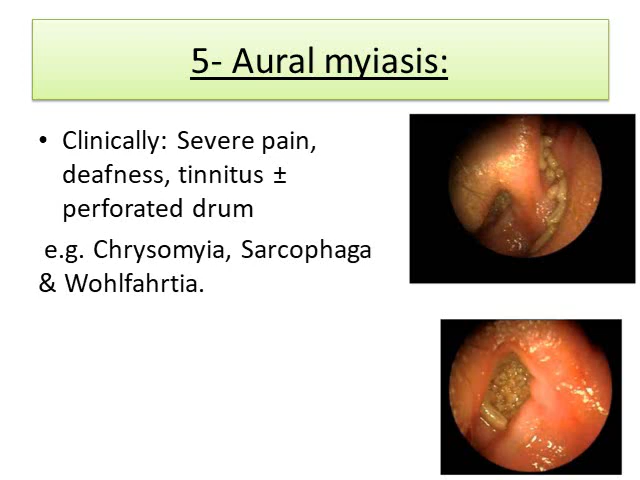 5- Aural myiasis:
• Clinically: Severe pain,
deafness, tinnitus ±
perforated drum
e.g. Chrysomyia, Sarcophaga
& Wohlfahrtia.